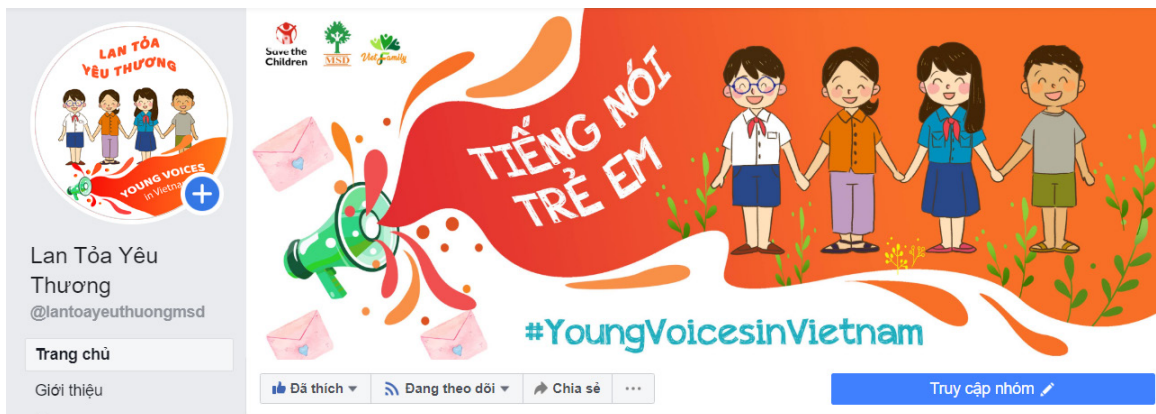 LAN TỎA
YÊU THƯƠNG
YOUNG VOICES
in Vietnam
Lan Tỏa Yêu
Thương
@lantoayeuthuongmsd
Trang chủ
Giới thiệu
Save the
Children
MSD
VietFamily
TIẾNG NÓI
TRẺ EM
#YoungVoicesinVietnam
Đã thích
Đang theo dõi
Chia sẻ
Truy cập nhóm